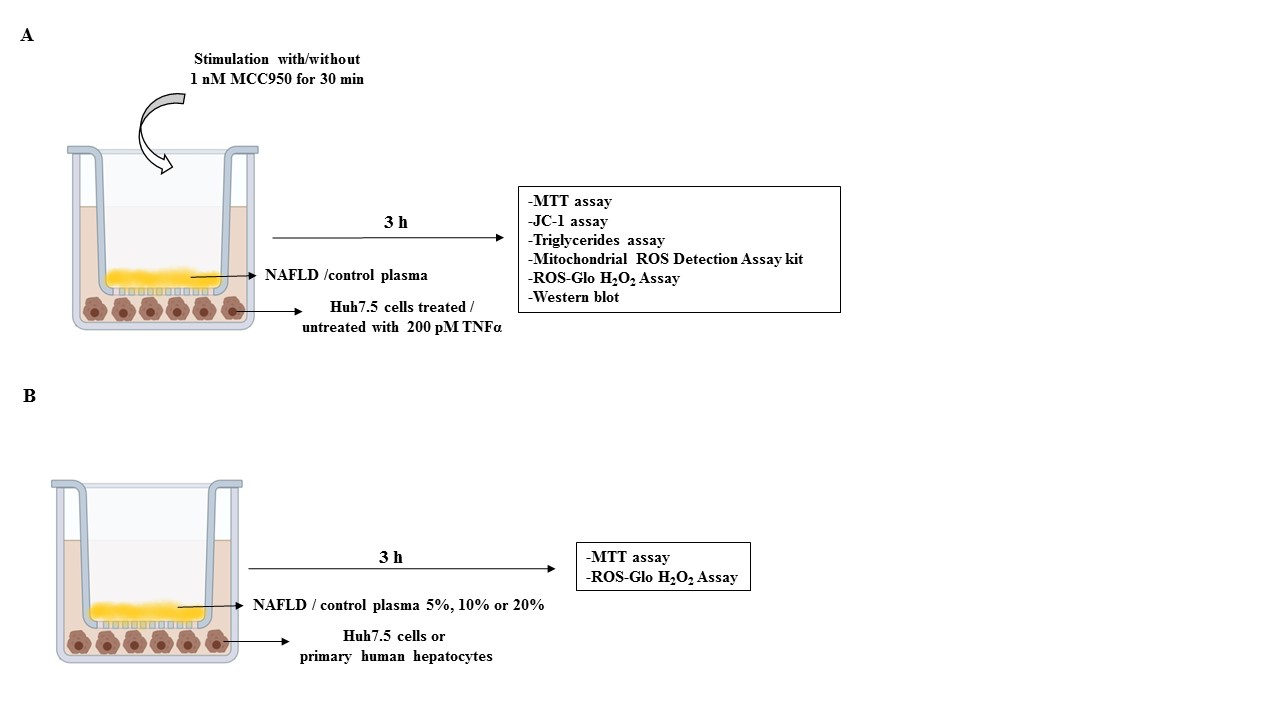 A
Stimulation with/without
1 nM MCC950 for 30 min
3 h
-MTT assay
-JC-1 assay
-Triglycerides assay
-Mitochondrial ROS Detection Assay kit
-ROS-Glo H₂O₂ Assay
-Western blot
NAFLD /control plasma
Huh7.5 cells treated /
untreated with 200 pM TNFα
B
3 h
-MTT assay
-ROS-Glo H₂O₂ Assay
NAFLD / control plasma 5%, 10% or 20%
Huh7.5 cells or
primary human hepatocytes